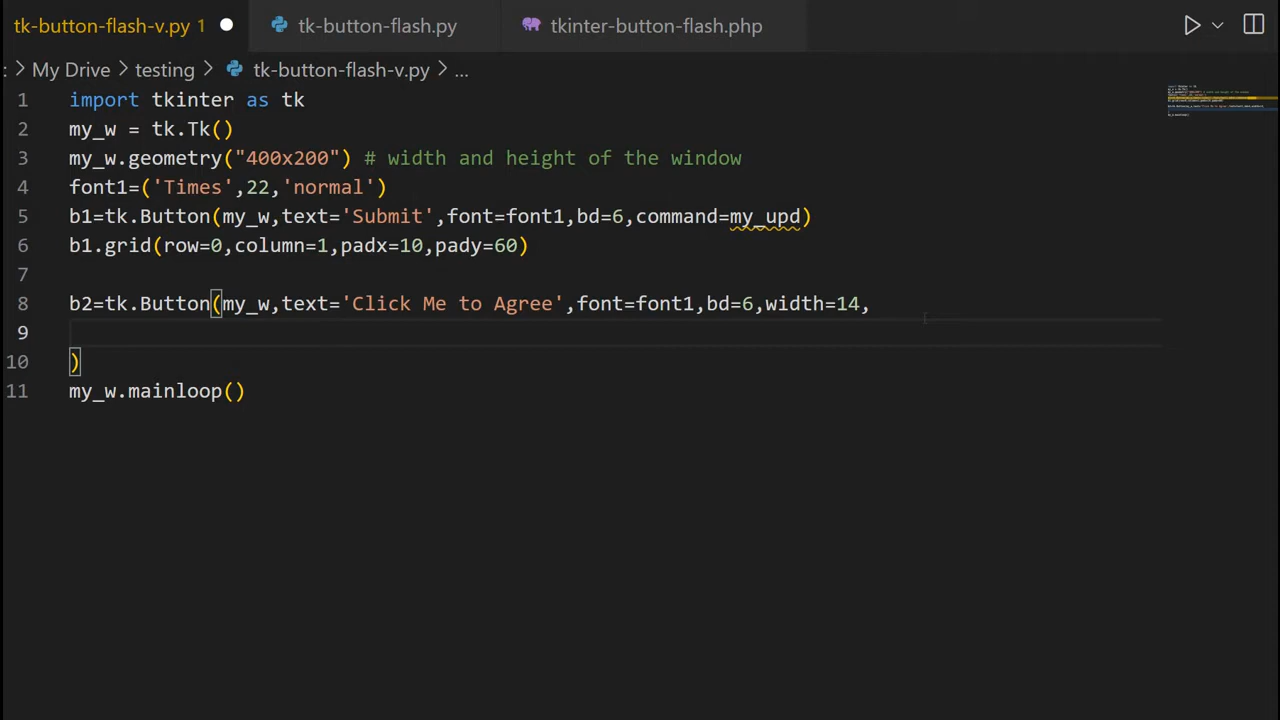 tk-button-flash-v.py 1 tk-button-flash.py tkinter-button-flash.php
: > My Drive > testing > tk-button-flash-v.py > ...
1 import tkinter as tk
2 my_w = tk.Tk()
3 my_w.geometry("400x200") # width and height of the window
4 font1=('Times',22,'normal')
5 b1=tk.Button(my_w,text='Submit',font=font1,bd=6,command=my_upd)
6 b1.grid(row=0,column=1,padx=10,pady=60)
7
8 b2=tk.Button(my_w,text='Click Me to Agree',font=font1,bd=6,width=14,
9
10 )
11 my_w.mainloop()